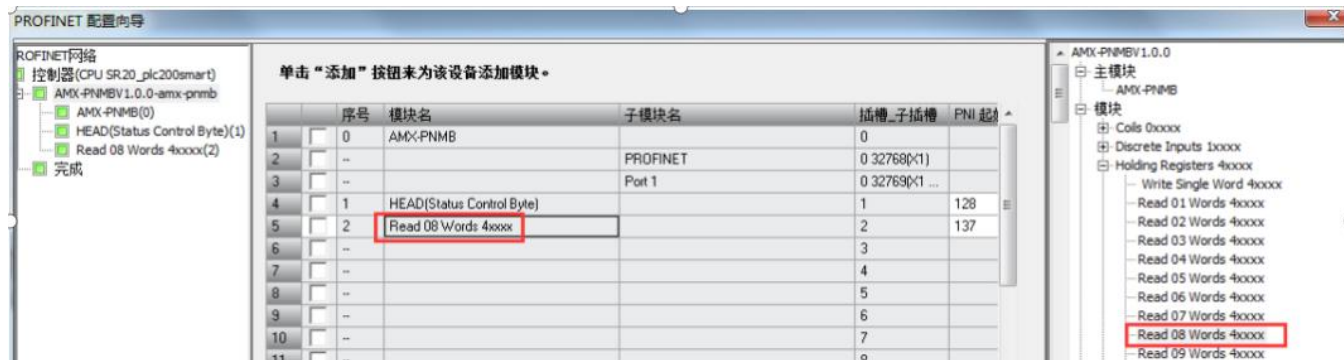 PROFINET 配置向导
ROFINET网络
控制器(CPU SR20_plc200smart)
AMX-PNMBV1.0.0-amx-pnmb
AMX-PNMB(0)
HEAD(Status Control Byte)(1)
Read 08 Words 4xxxx(2)
完成
单击“添加”按钮来为该设备添加模块。
序号 模块名 子模块名 插槽_子插槽 PNI 起始
1 0 AMX-PNMB 0
2 -- PROFINET 0 32768(X1)
3 -- Port 1 0 32769(X1 ...
4 1 HEAD(Status Control Byte) 1 128
5 2 Read 08 Words 4xxxx 2 137
6 -- 3
7 -- 4
8 -- 5
9 -- 6
10 -- 7
11 --
AMX-PNMBV1.0.0
主模块
AMX-PNMB
模块
Coils 0xxxx
Discrete Inputs 1xxxx
Holding Registers 4xxxx
Write Single Word 4xxxx
Read 01 Words 4xxxx
Read 02 Words 4xxxx
Read 03 Words 4xxxx
Read 04 Words 4xxxx
Read 05 Words 4xxxx
Read 06 Words 4xxxx
Read 07 Words 4xxxx
Read 08 Words 4xxxx
Read 09 Words 4xxxx